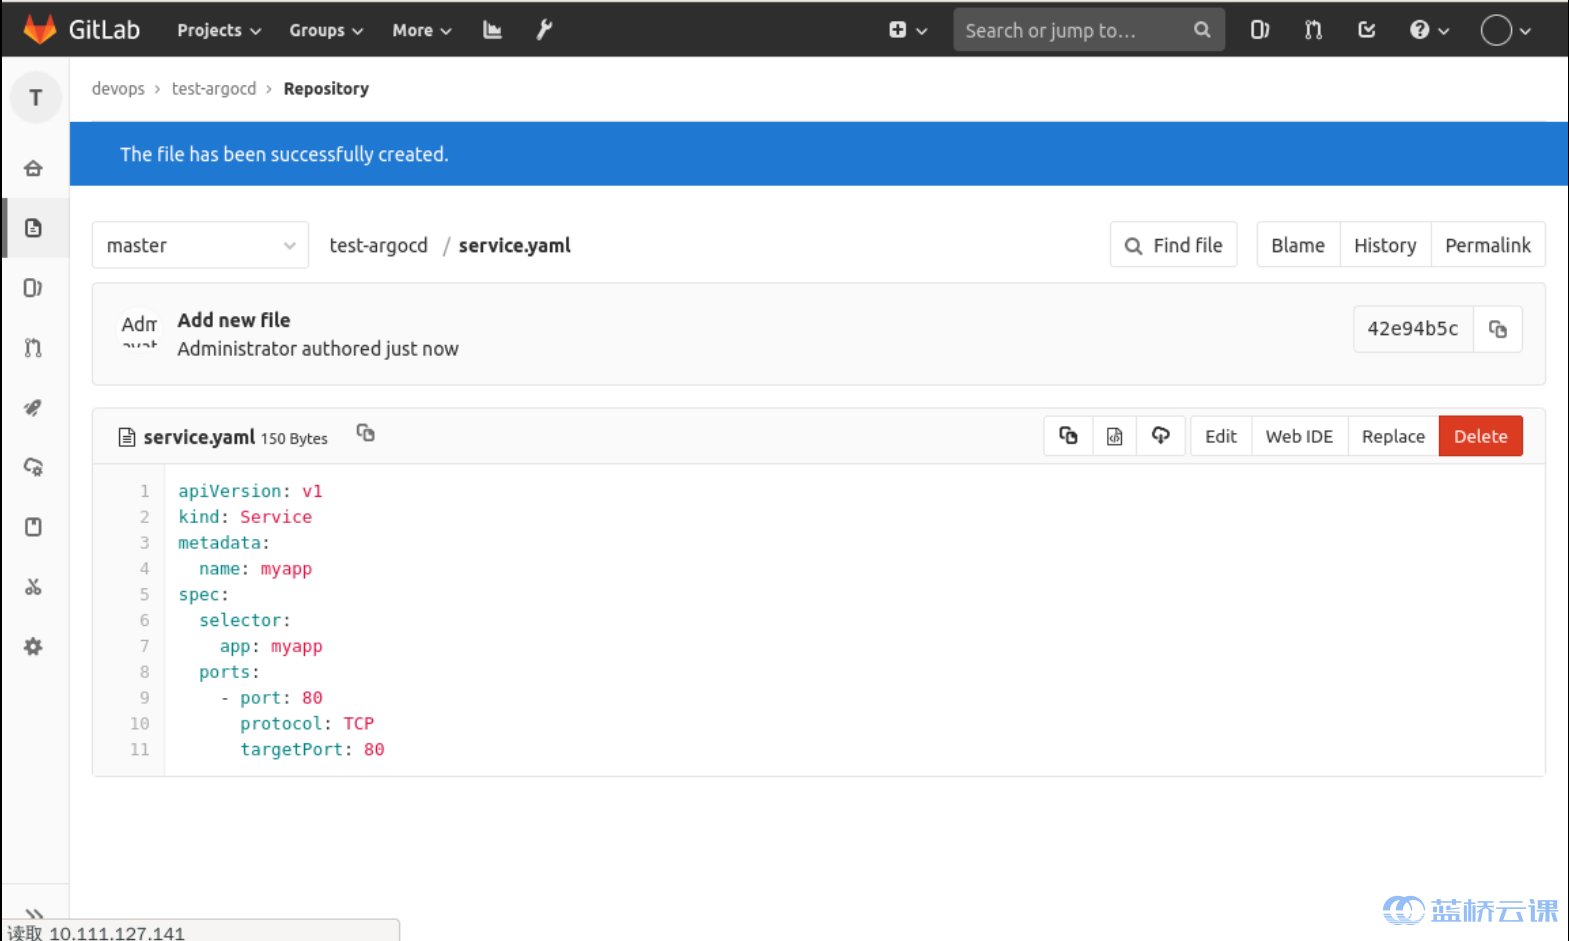 GitLab Projects Groups More Search or jump to...
T
devops › test-argocd › Repository
The file has been successfully created.
master test-argocd / service.yaml Find file Blame History Permalink
Add new file
Administrator authored just now
42e94b5c
service.yaml 150 Bytes Edit Web IDE Replace Delete
1 apiVersion: v1
2 kind: Service
3 metadata:
4   name: myapp
5 spec:
6   selector:
7     app: myapp
8   ports:
9     - port: 80
10       protocol: TCP
11       targetPort: 80
读取 10.111.127.141
蓝桥云课